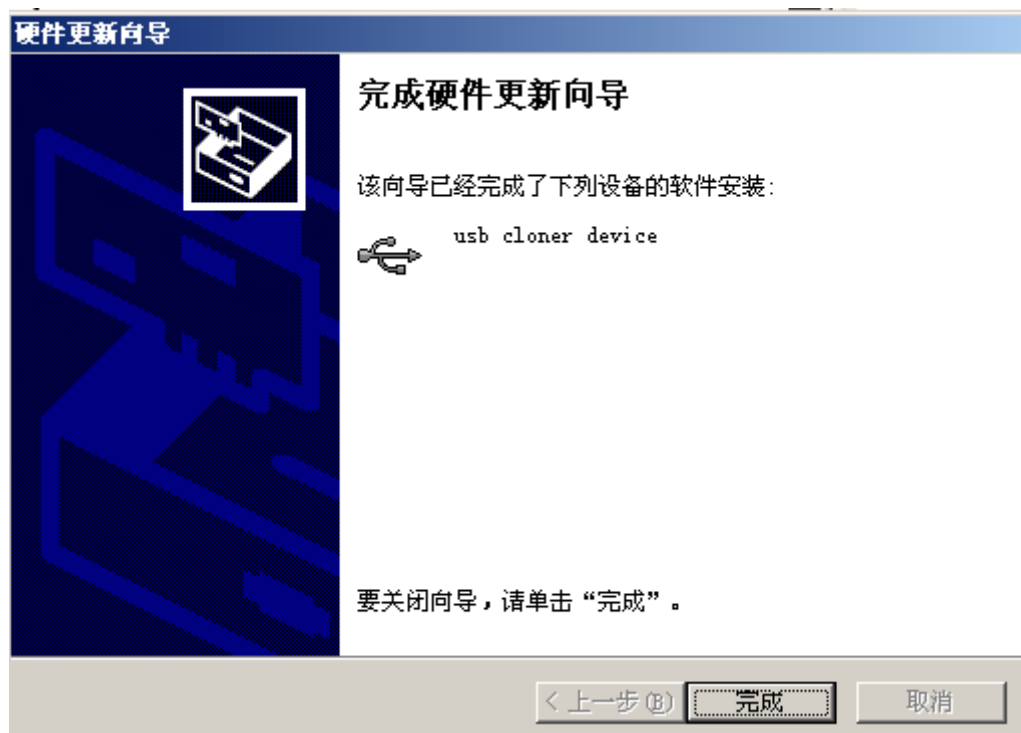 硬件更新向导
完成硬件更新向导
该向导已经完成了下列设备的软件安装:
usb cloner device
要关闭向导，请单击“完成”。
< 上一步(B)
完成
取消